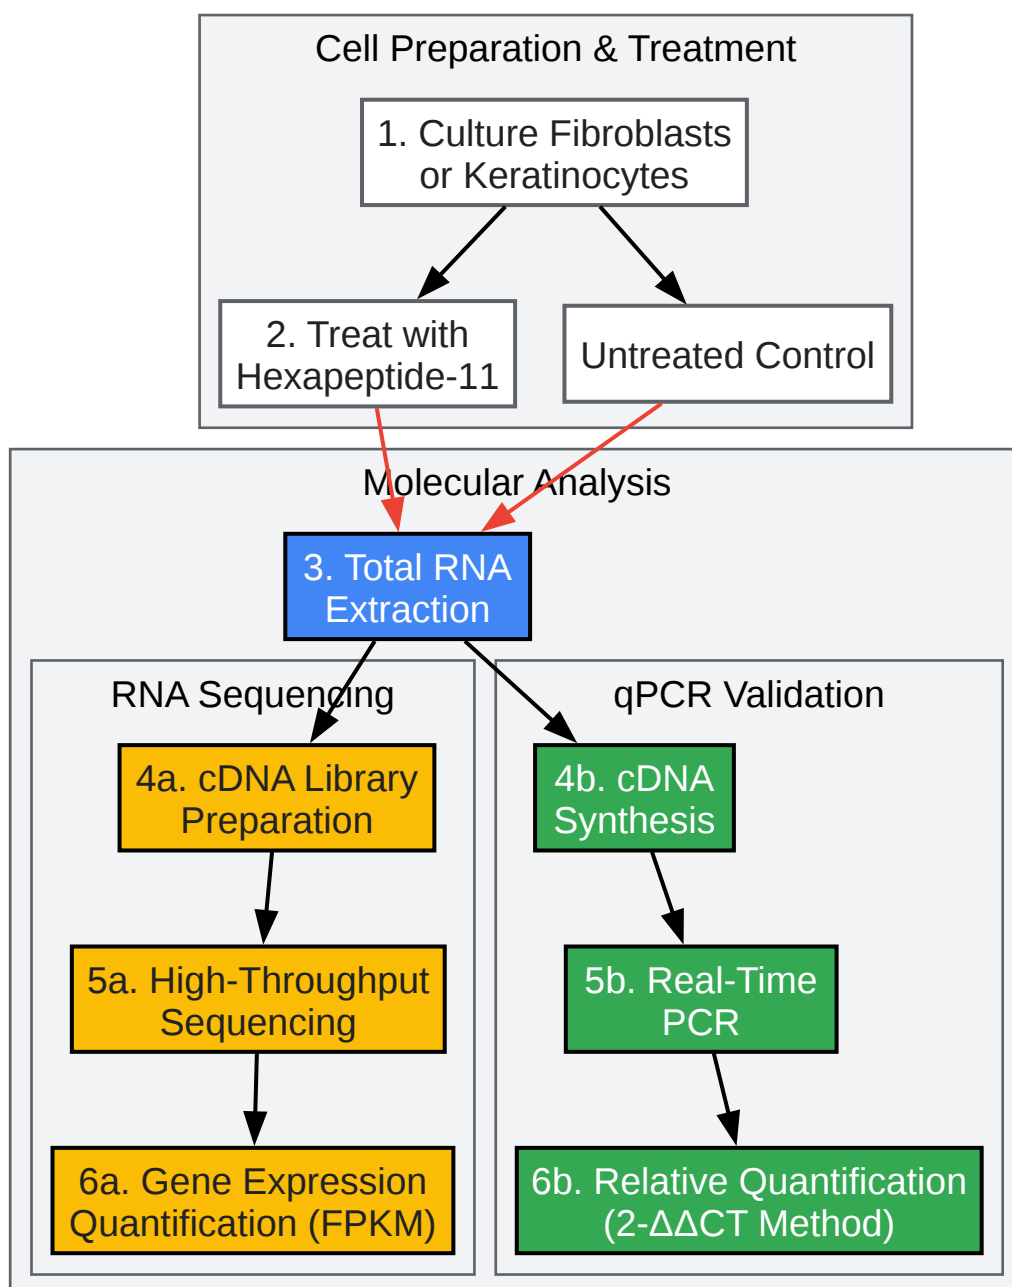 Cell Preparation & Treatment
1. Culture Fibroblasts
or Keratinocytes
2. Treat with
Hexapeptide-11
Untreated Control
Molecular Analysis
3. Total RNA
Extraction
RNA Sequencing
4a. cDNA Library
Preparation
5a. High-Throughput
Sequencing
6a. Gene Expression
Quantification (FPKM)
qPCR Validation
4b. cDNA
Synthesis
5b. Real-Time
PCR
6b. Relative Quantification
(2-ΔΔCT Method)